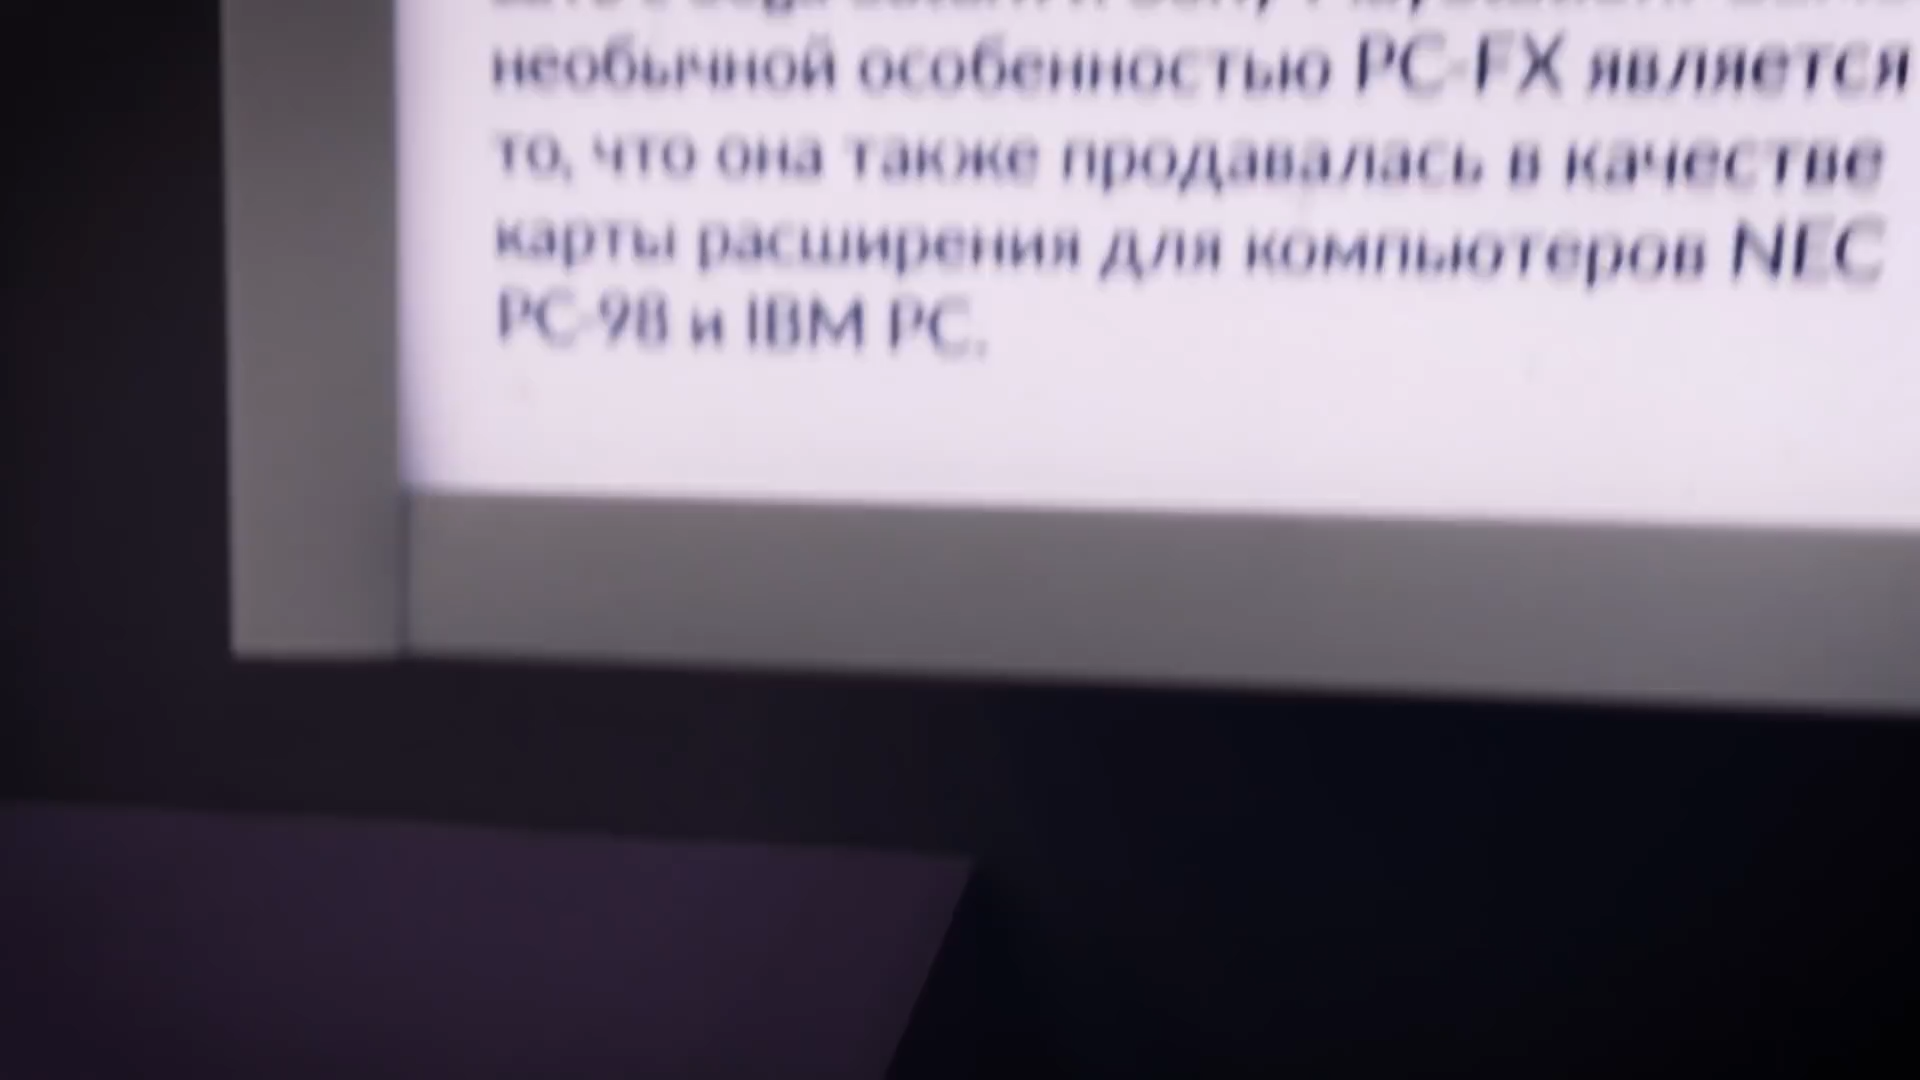 необычной особенностью PC-FX является
то, что она также продавалась в качестве
карты расширения для компьютеров NEC
PC-98 и IBM PC.